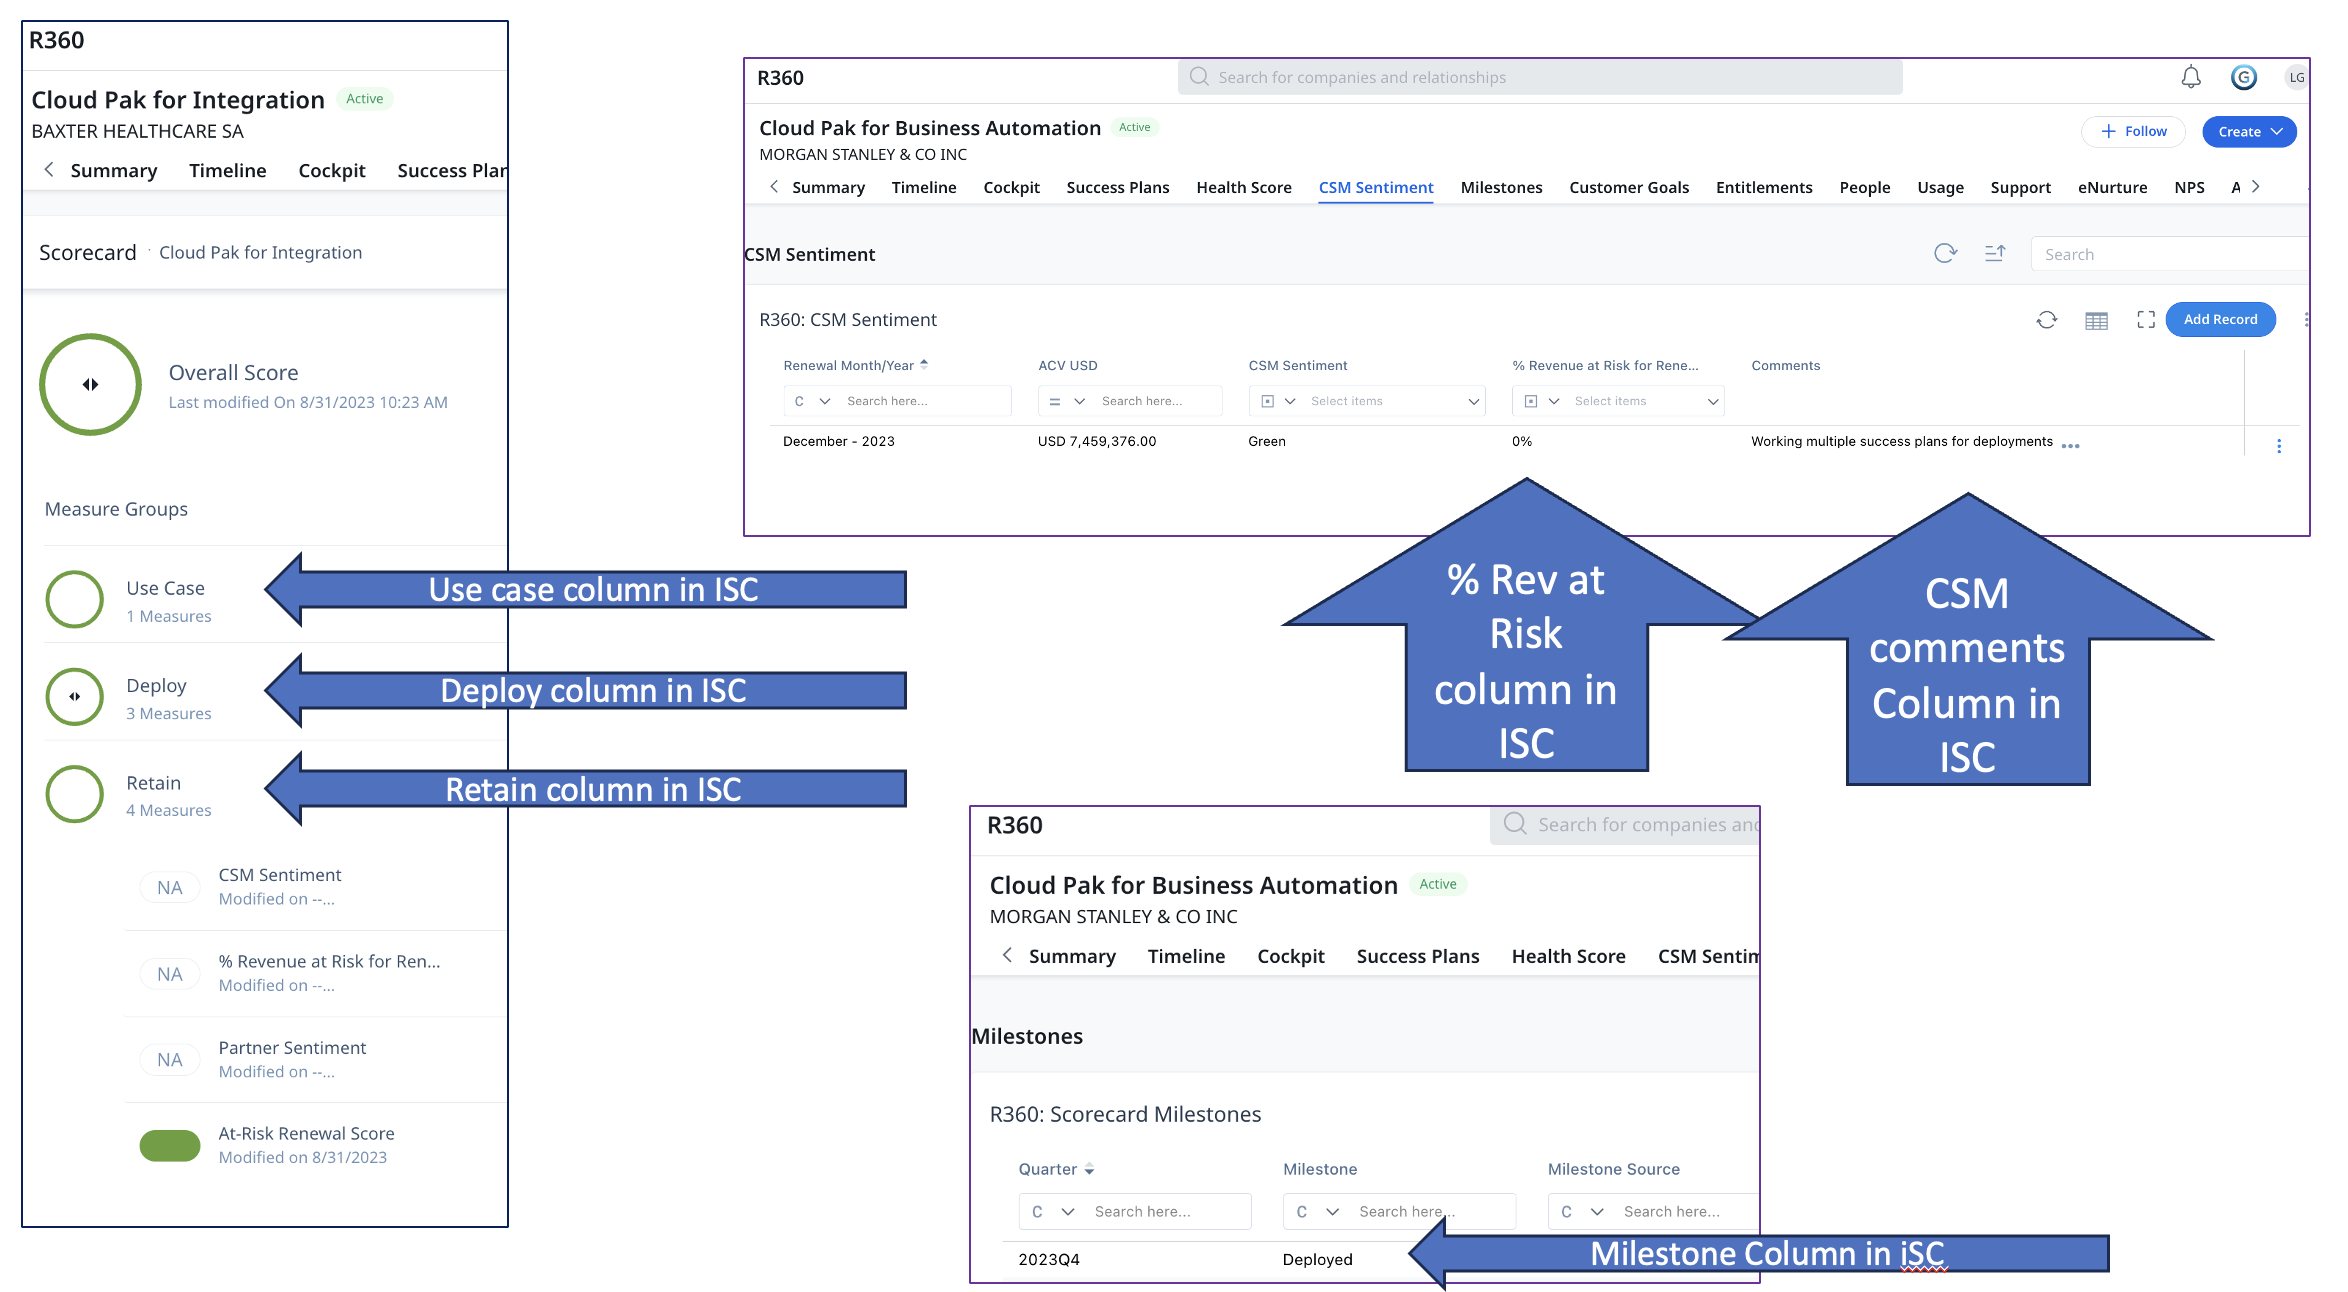 R360
Cloud Pak for Integration Active
BAXTER HEALTHCARE SA
Summary Timeline Cockpit Success Plan
Scorecard · Cloud Pak for Integration
Overall Score
Last modified On 8/31/2023 10:23 AM
Measure Groups
Use Case
1 Measures
Deploy
3 Measures
Retain
4 Measures
NA CSM Sentiment
Modified on --...
NA % Revenue at Risk for Ren...
Modified on --...
NA Partner Sentiment
Modified on --...
At-Risk Renewal Score
Modified on 8/31/2023
Use case column in ISC
Deploy column in ISC
Retain column in ISC
R360 Search for companies and relationships G LG
Cloud Pak for Business Automation Active + Follow Create
MORGAN STANLEY & CO INC
Summary Timeline Cockpit Success Plans Health Score CSM Sentiment Milestones Customer Goals Entitlements People Usage Support eNurture NPS A
CSM Sentiment Search
R360: CSM Sentiment Add Record
Renewal Month/Year ACV USD CSM Sentiment % Revenue at Risk for Rene... Comments
C Search here... = Search here... Select items Select items
December - 2023 USD 7,459,376.00 Green 0% Working multiple success plans for deployments •••
% Rev at
Risk
column in
ISC
CSM
comments
Column in
ISC
R360 Search for companies and
Cloud Pak for Business Automation Active
MORGAN STANLEY & CO INC
Summary Timeline Cockpit Success Plans Health Score CSM Sentim
Milestones
R360: Scorecard Milestones
Quarter Milestone Milestone Source
C Search here... C Search here... C Search here...
2023Q4 Deployed
Milestone Column in iSC